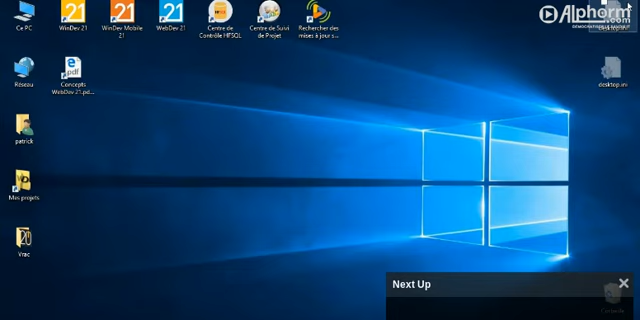 Ce PC
WinDev 21
WinDev Mobile 21
WebDev 21
Centre de Contrôle HFSQL
Centre de Suivi de Projet
Rechercher des mises à jour s...
Alphorm
Réseau
Concepts WebDev 21.pd...
desktop.ini
patrick
Mes projets
Vrac
Next Up
Corbeille